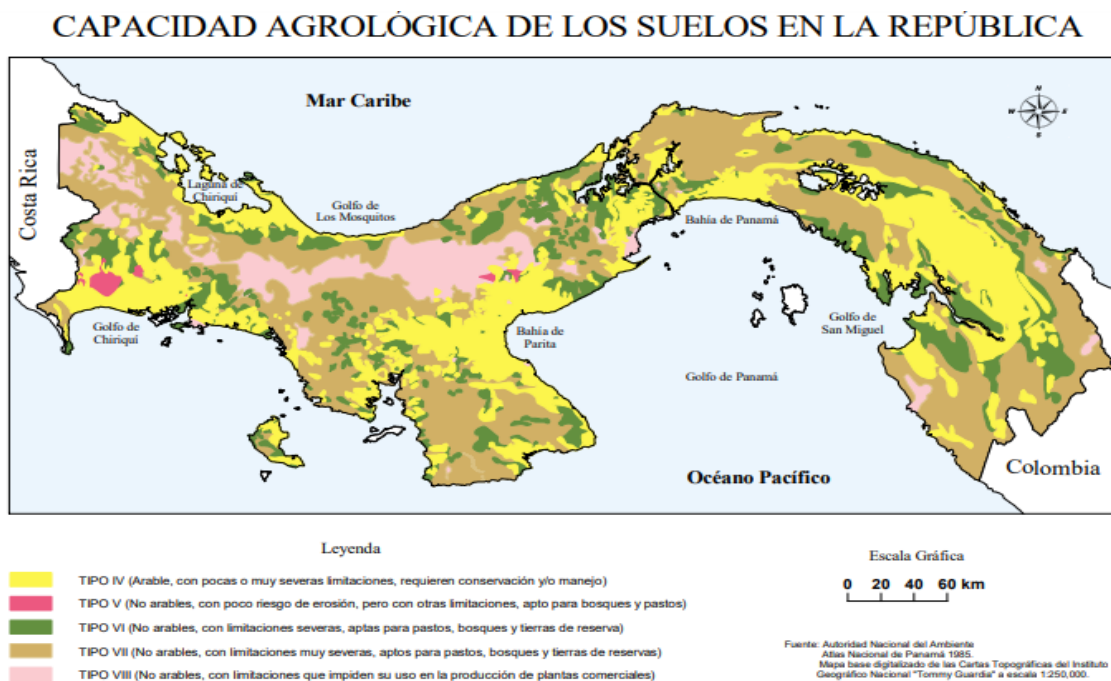 CAPACIDAD AGROLÓGICA DE LOS SUELOS EN LA REPÚBLICA
Mar Caribe
N
W E
S
Costa Rica
Laguna de
Chiriquí
Golfo de
Los Mosquitos
Bahía de Panamá
Golfo de
Chiriquí
Bahía de
Parita
Golfo de
San Miguel
Golfo de Panamá
Océano Pacífico
Colombia
Leyenda
TIPO IV (Arable, con pocas o muy severas limitaciones, requieren conservación y/o manejo)
TIPO V (No arables, con poco riesgo de erosión, pero con otras limitaciones, apto para bosques y pastos)
TIPO VI (No arables, con limitaciones severas, aptas para pastos, bosques y tierras de reserva)
TIPO VII (No arables, con limitaciones muy severas, aptos para pastos, bosques y tierras de reservas)
TIPO VIII (No arables, con limitaciones que impiden su uso en la producción de plantas comerciales)
Escala Gráfica
0 20 40 60 km
Fuente: Autoridad Nacional del Ambiente
Atlas Nacional de Panamá 1985.
Mapa base digitalizado de las Cartas Topográficas del Instituto
Geográfico Nacional "Tommy Guardia" a escala 1:250,000.